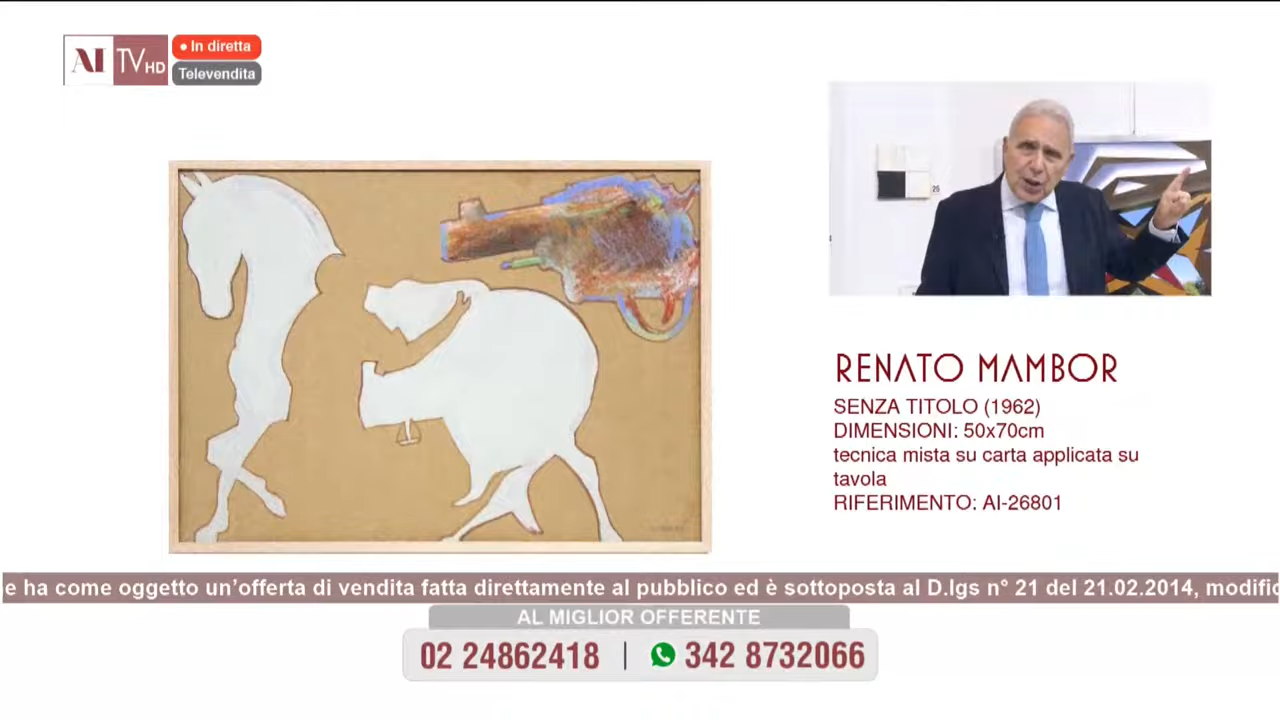 AI TV HD
In diretta
Televendita
25
RENATO MAMBOR
SENZA TITOLO (1962)
DIMENSIONI: 50x70cm
tecnica mista su carta applicata su
tavola
RIFERIMENTO: AI-26801
e ha come oggetto un’offerta di vendita fatta direttamente al pubblico ed è sottoposta al D.lgs n° 21 del 21.02.2014, modific
AL MIGLIOR OFFERENTE
02 24862418 | 342 8732066